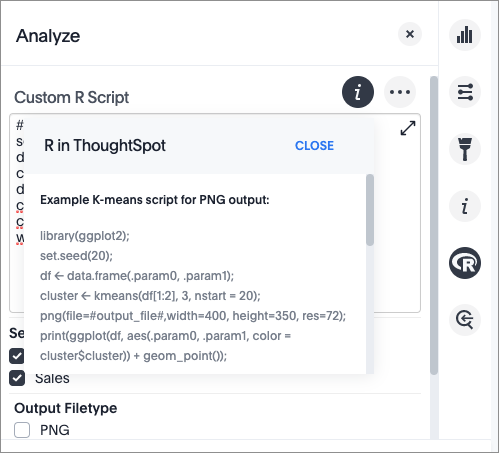 Analyze
Custom R Script
#
R in ThoughtSpot
CLOSE
Example K-means script for PNG output:
library(ggplot2);
set.seed(20);
df ← data.frame(.param0, .param1);
cluster ← kmeans(df[1:2], 3, nstart = 20);
png(file=#output_file#,width=400, height=350, res=72);
print(ggplot(df, aes(.param0, .param1, color =
cluster$cluster)) + geom_point());
Sales
Output Filetype
PNG